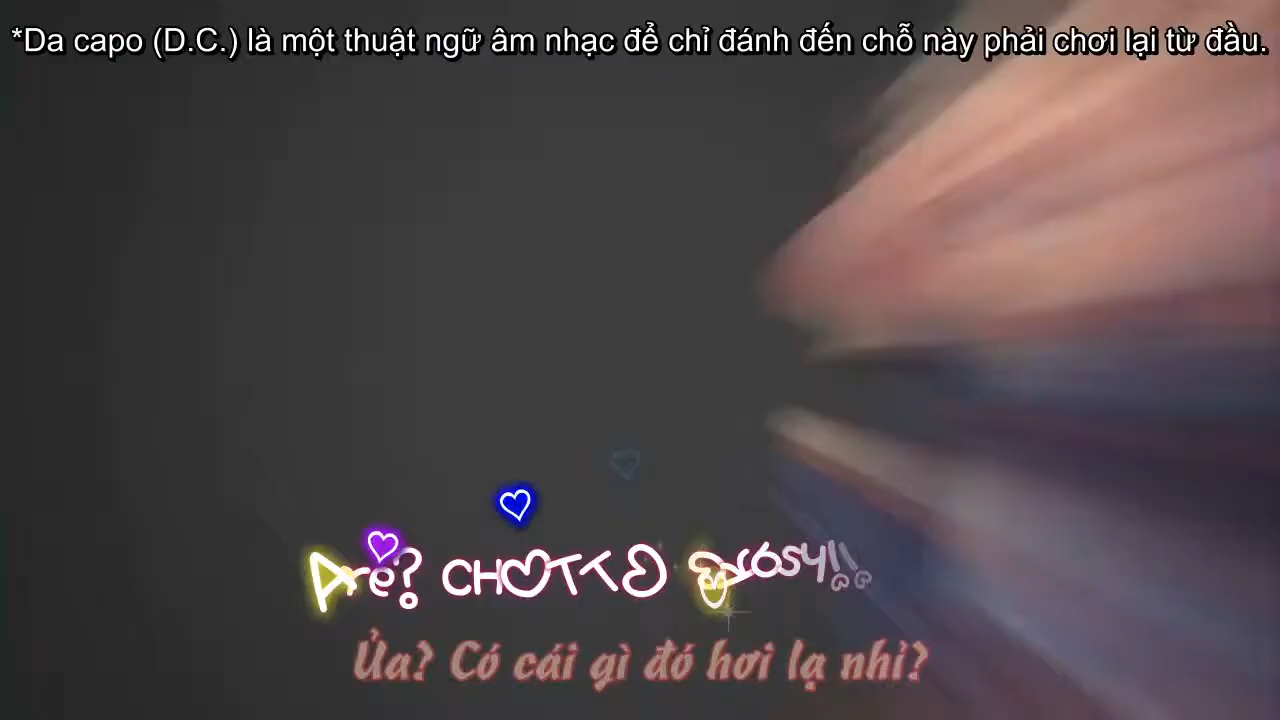 *Da capo (D.C.) là một thuật ngữ âm nhạc để chỉ đánh đến chỗ này phải chơi lại từ đầu.
Are? CHOTTO
Ủa? Có cái gì đó hơi lạ nhỉ?